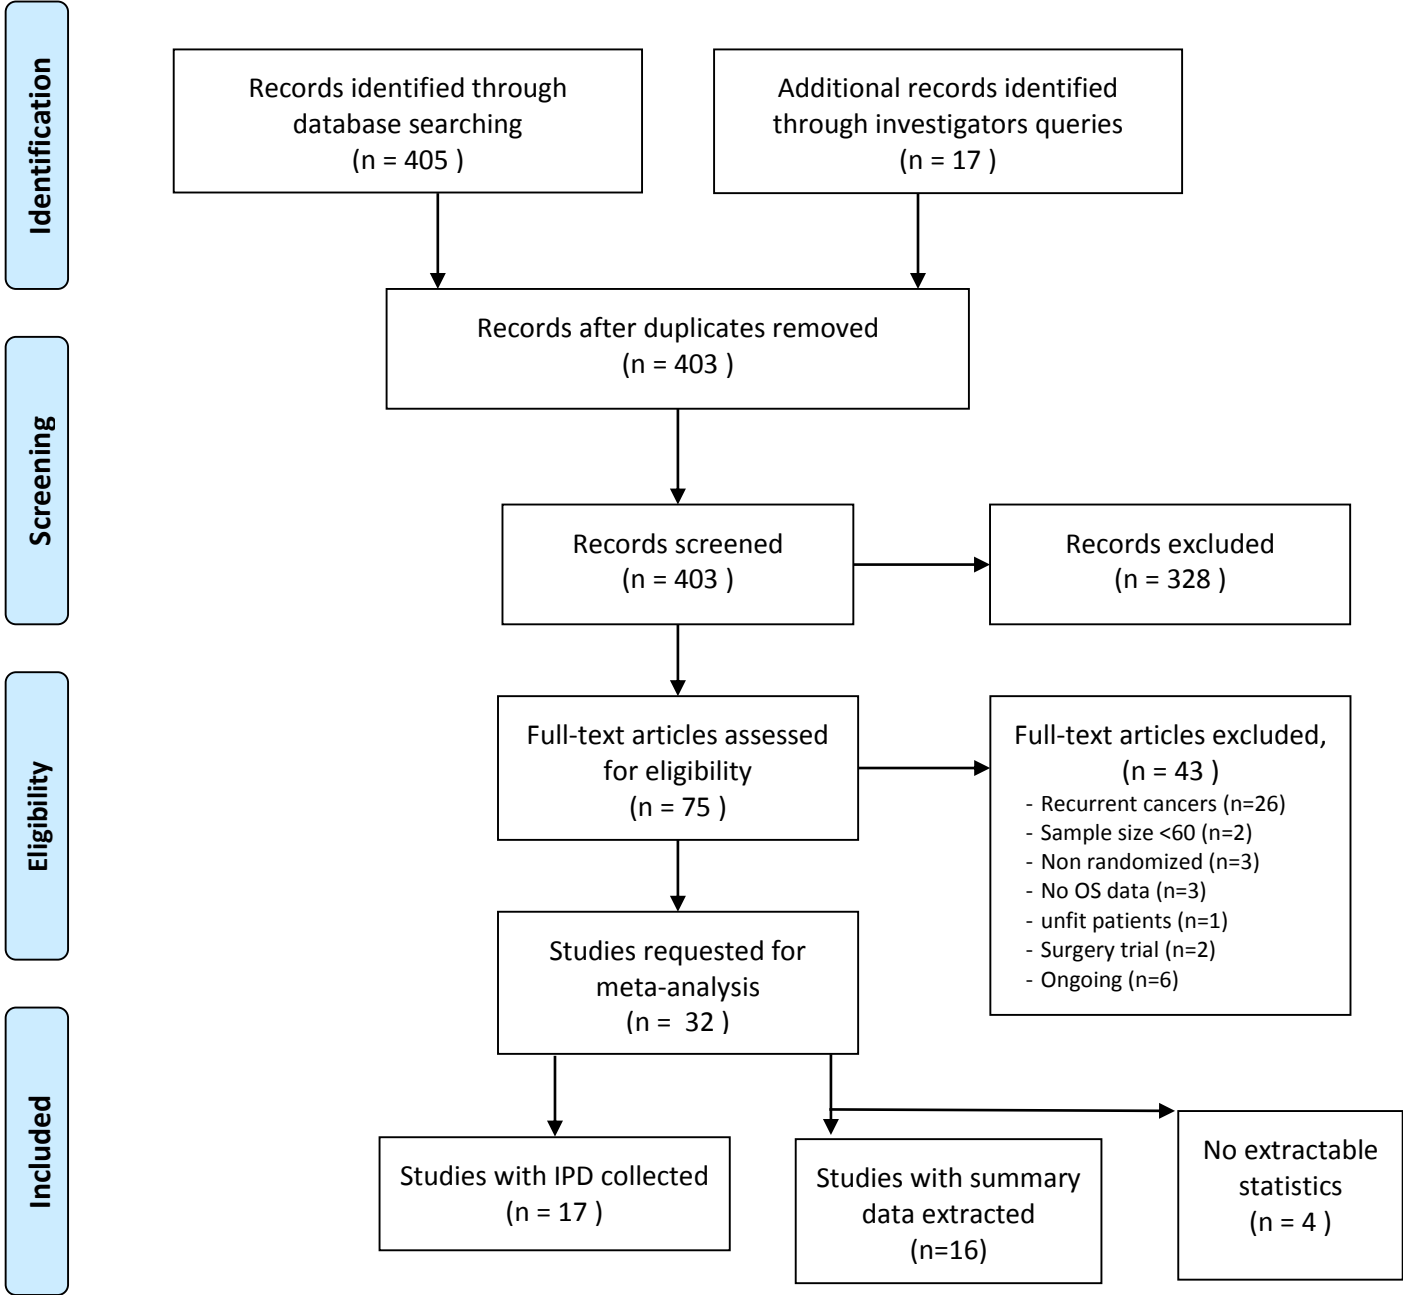 Identification
Records identified through
database searching
(n = 405 )
Additional records identified
through investigators queries
(n = 17 )
Records after duplicates removed
(n = 403 )
Screening
Records screened
(n = 403 )
Records excluded
(n = 328 )
Eligibility
Full-text articles assessed
for eligibility
(n = 75 )
Full-text articles excluded,
(n = 43 )
- Recurrent cancers (n=26)
- Sample size <60 (n=2)
- Non randomized (n=3)
- No OS data (n=3)
- unfit patients (n=1)
- Surgery trial (n=2)
- Ongoing (n=6)
Studies requested for
meta-analysis
(n =  32 )
Included
Studies with IPD collected
(n = 17 )
Studies with summary
data extracted
(n=16)
No extractable
statistics
(n = 4 )